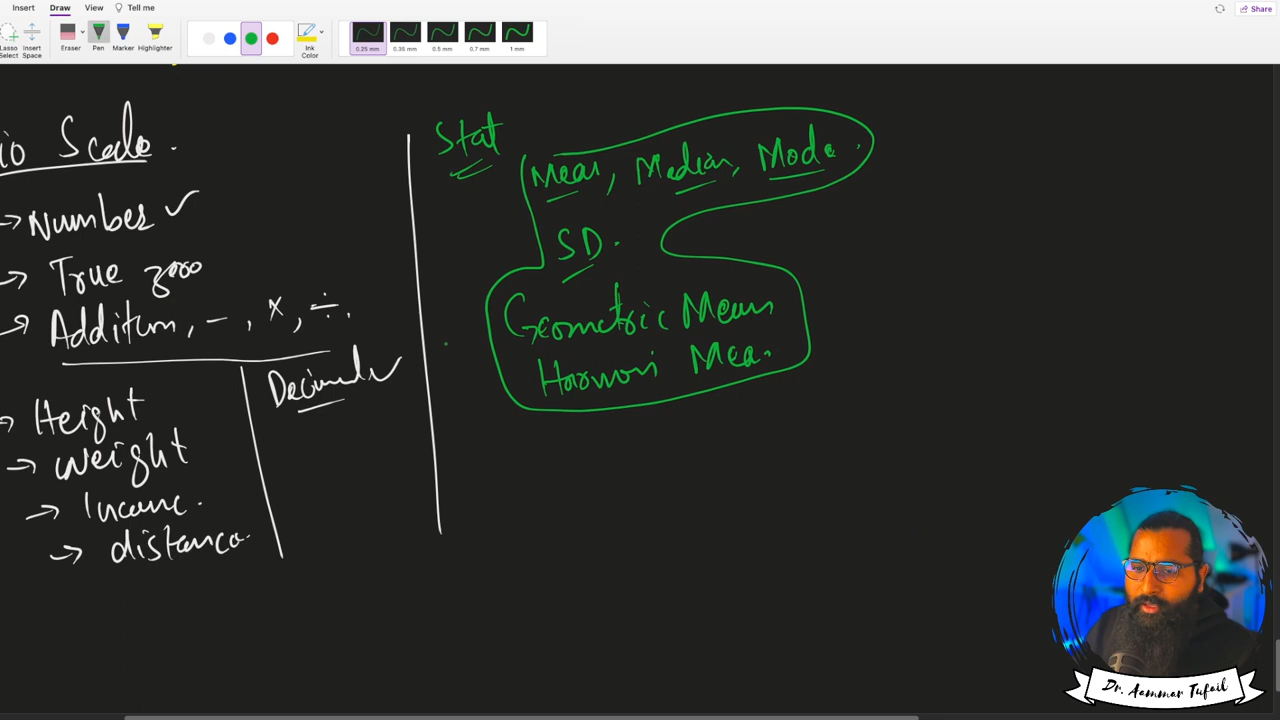 Insert Draw View Tell me
Share
Lasso Select
Insert Space
Eraser
Pen
Marker
Highlighter
Ink Color
0.25 mm
0.35 mm
0.5 mm
0.7 mm
1 mm
io Scale.
→ Number ✓
→ True zero
→ Addition, -, ×, ÷.
→ Height
→ weight
→ Income.
→ distance.
Decimal ✓
Stat
Mean, Median, Mode.
SD.
Geometric Mean
Harmoni Mea.
Dr. Aammar Tufail